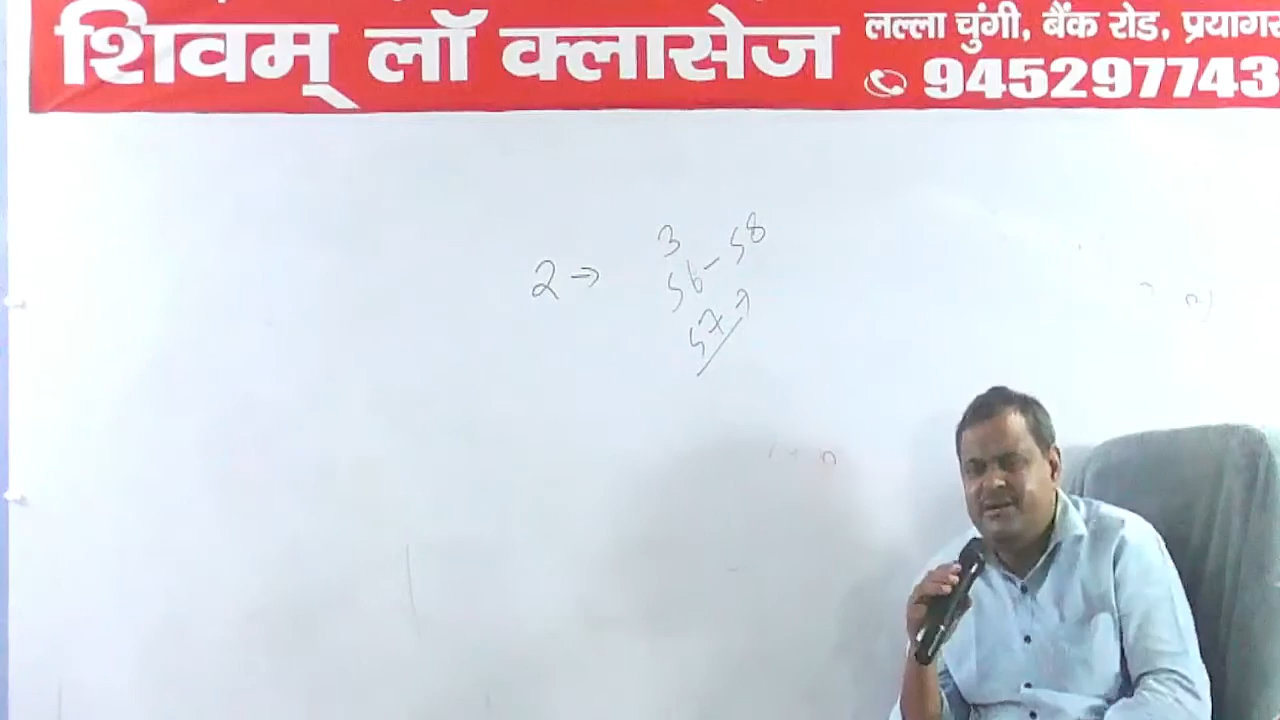 शिवम् लॉ क्लासेज
लल्ला चुंगी, बैंक रोड, प्रयाग
945297743
2 → 3
56-58
57